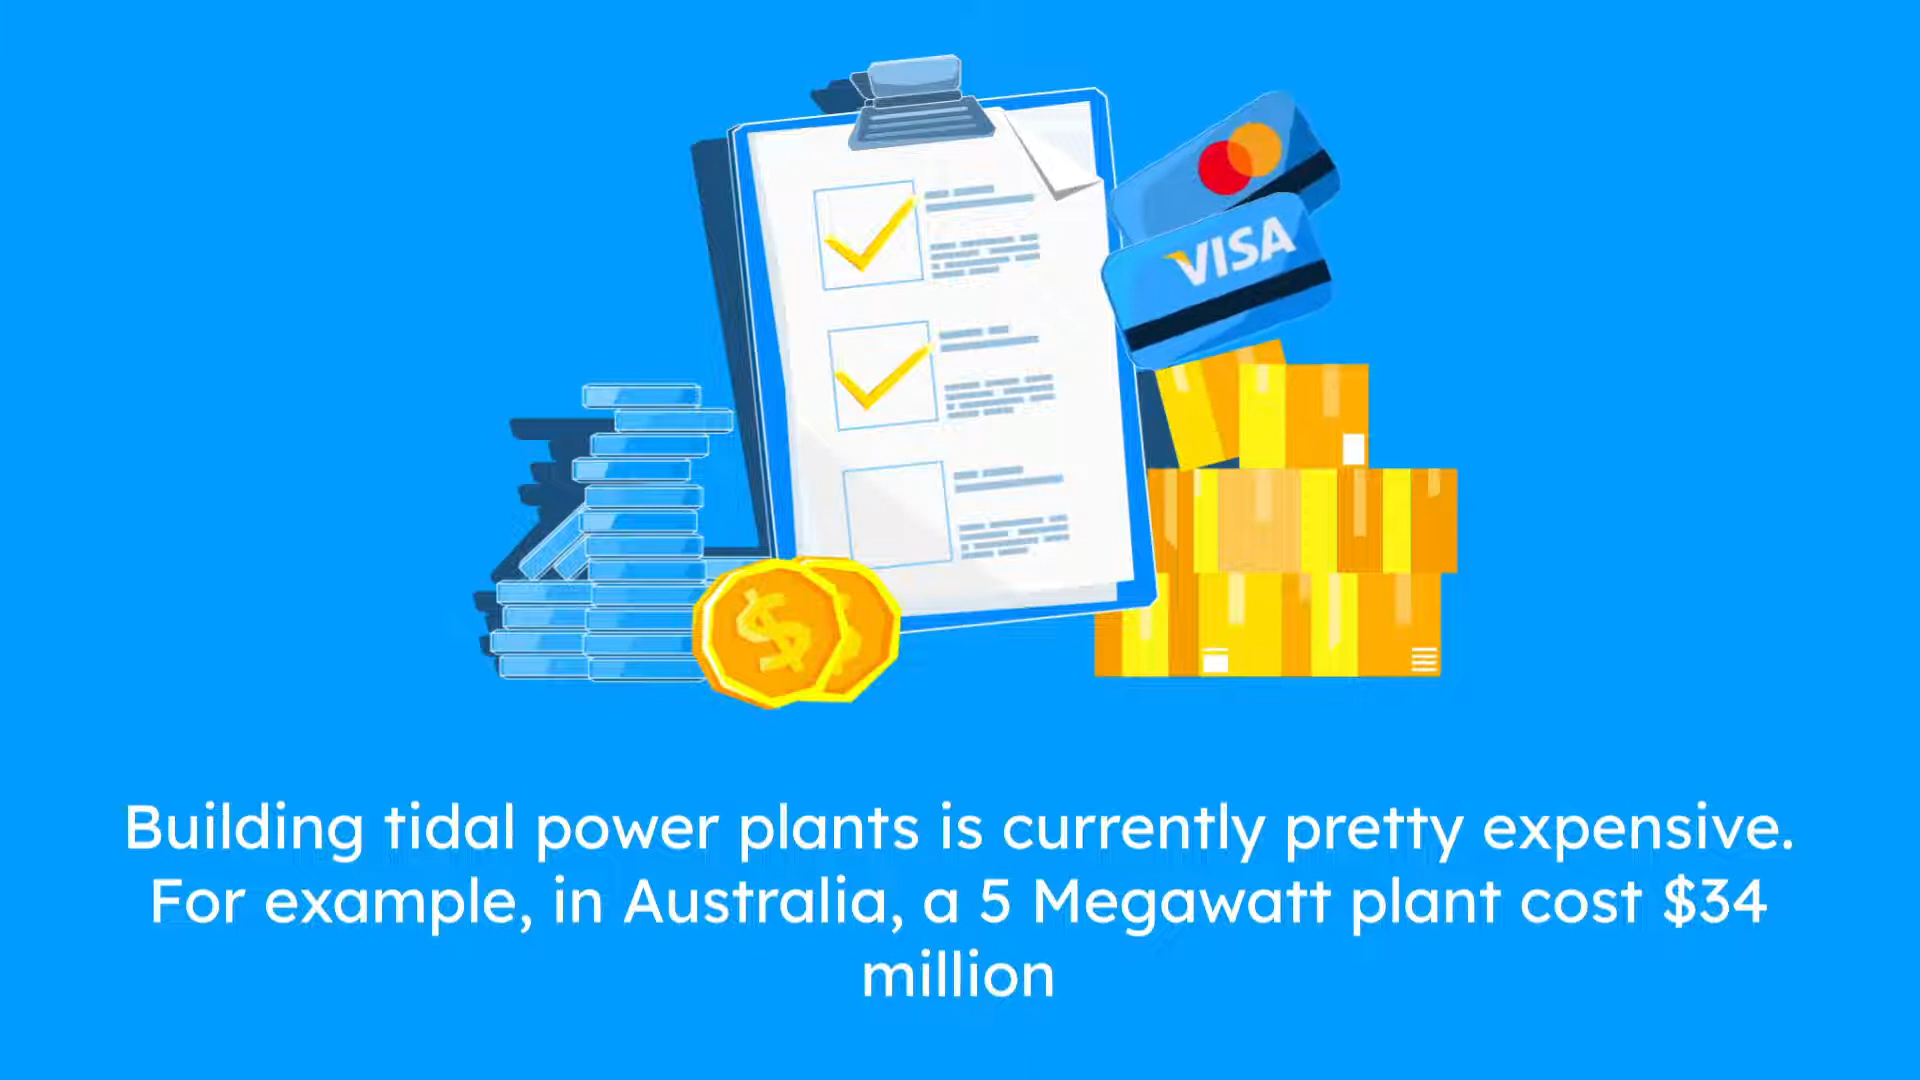 VISA
Building tidal power plants is currently pretty expensive.
For example, in Australia, a 5 Megawatt plant cost $34
million